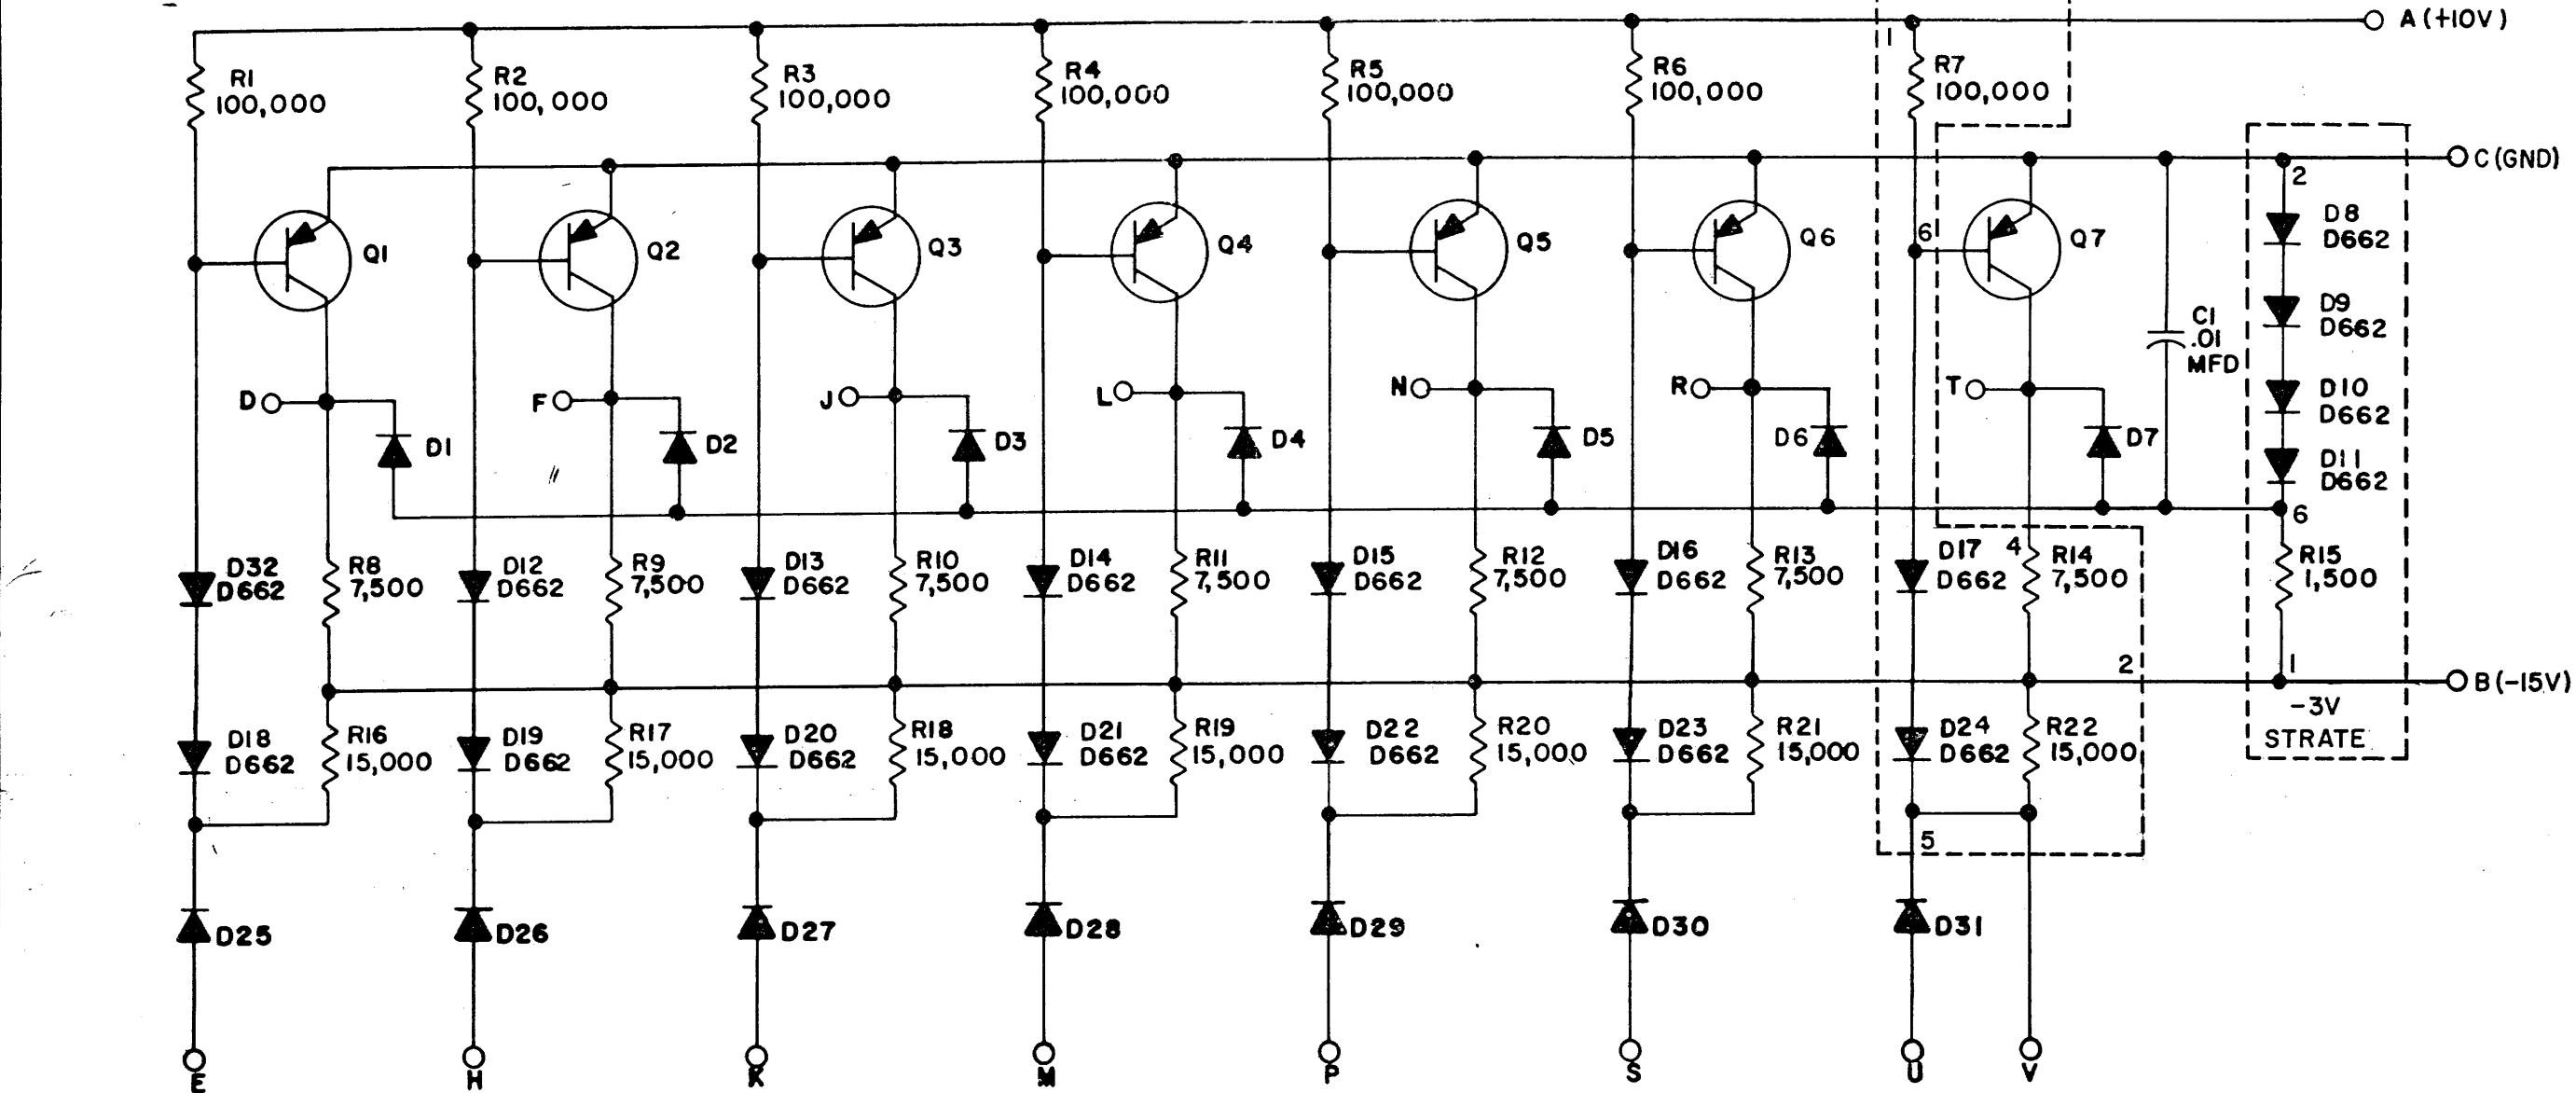 A (+10V)
1
R1
100,000
R2
100,000
R3
100,000
R4
100,000
R5
100,000
R6
100,000
R7
100,000
C (GND)
2
Q1
Q2
Q3
Q4
Q5
Q6
6
Q7
D8
D662
D9
D662
C1
.01
MFD
D10
D662
D11
D662
D
F
J
L
N
R
T
D1
D2
D3
D4
D5
D6
D7
6
D32
D662
R8
7,500
D12
D662
R9
7,500
D13
D662
R10
7,500
D14
D662
R11
7,500
D15
D662
R12
7,500
D16
D662
R13
7,500
D17
D662
4
R14
7,500
R15
1,500
2
1
B (-15V)
-3V
STRATE
D18
D662
R16
15,000
D19
D662
R17
15,000
D20
D662
R18
15,000
D21
D662
R19
15,000
D22
D662
R20
15,000
D23
D662
R21
15,000
D24
D662
R22
15,000
5
D25
D26
D27
D28
D29
D30
D31
E
H
K
M
P
S
U
V